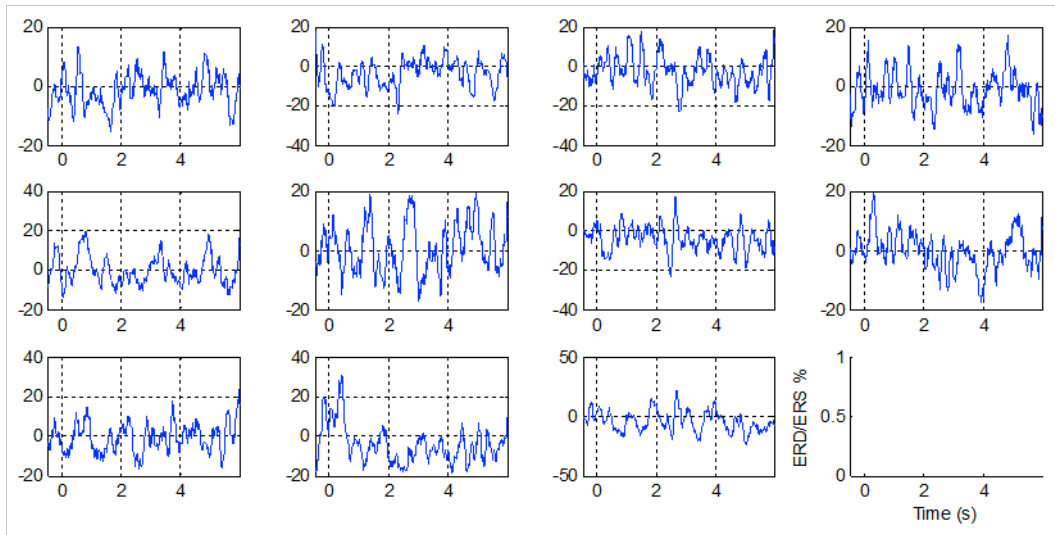 20 20 20 20
0 0 0 0
-20 -20
-20 -40 -40 -20
0 2 4 0 2 4 0 2 4 0 2 4
40 20 20 20
20 0
0 0 -20 0
-20 -20 -40 -20
0 2 4 0 2 4 0 2 4 0 2 4
40 40 50 1
20 20
0 0 0 0.5
-20 -20 -50 0
ERD/ERS %
0 2 4 0 2 4 0 2 4 0 2 4
Time (s)